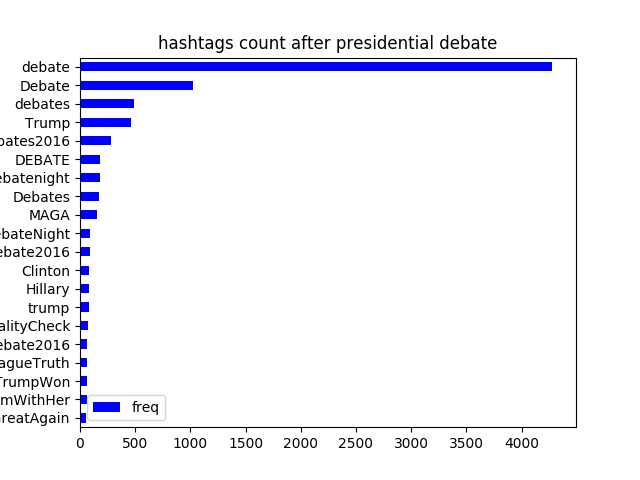 hashtags count after presidential debate
debate
Debate
debates
Trump
bates2016
DEBATE
ebatenight
Debates
MAGA
ebateNight
ebate2016
Clinton
Hillary
trump
alityCheck
ebate2016
agueTruth
TrumpWon
mWithHer
reatAgain
freq
0 500 1000 1500 2000 2500 3000 3500 4000